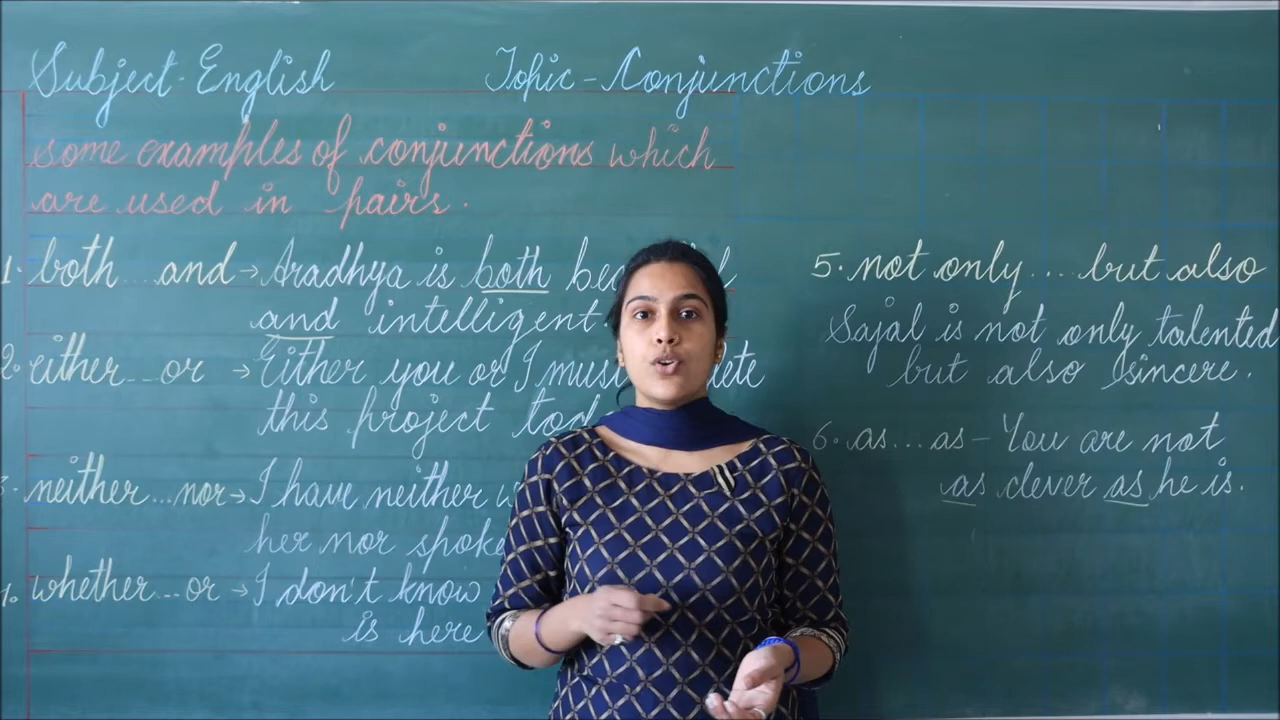 Subject-English
Topic-Conjunctions
some examples of conjunctions which
are used in pairs.
1. both...and→Aradhya is both
and intelligent.
2. either...or→Either you or I must
this project
neither...nor→I have neither
her nor spoke
whether...or→I don't know
is here
5. not only....but also
Sajal is not only talented
but also sincere.
6. as...as-You are not
as clever as he is.